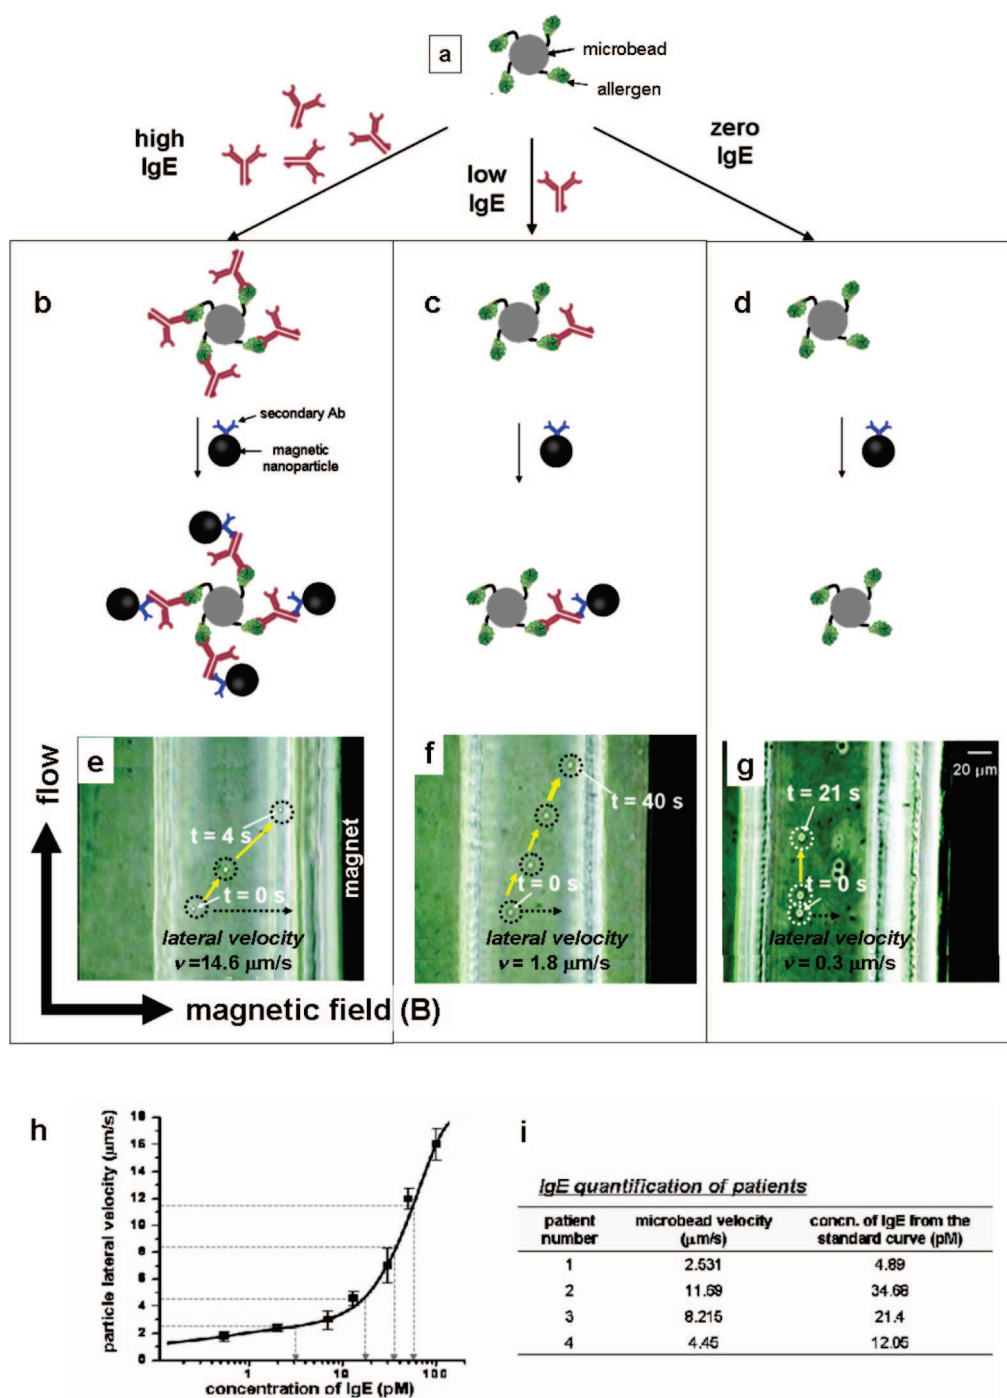 a
microbead
allergen
high
IgE
low
IgE
zero
IgE
b
c
d
secondary Ab
magnetic
nanoparticle
flow
e
t = 4 s
t = 0 s
lateral velocity
v =14.6 μm/s
magnet
f
t = 40 s
t = 0 s
lateral velocity
v = 1.8 μm/s
g
20 μm
t = 21 s
t = 0 s
lateral velocity
v = 0.3 μm/s
magnetic field (B)
h
particle lateral velocity (μm/s)
18
16
14
12
10
8
6
4
2
0
1 10 100
concentration of IgE (pM)
i
IgE quantification of patients
patient microbead velocity concn. of IgE from the
number (μm/s) standard curve (pM)
1 2.531 4.89
2 11.69 34.68
3 8.215 21.4
4 4.45 12.05